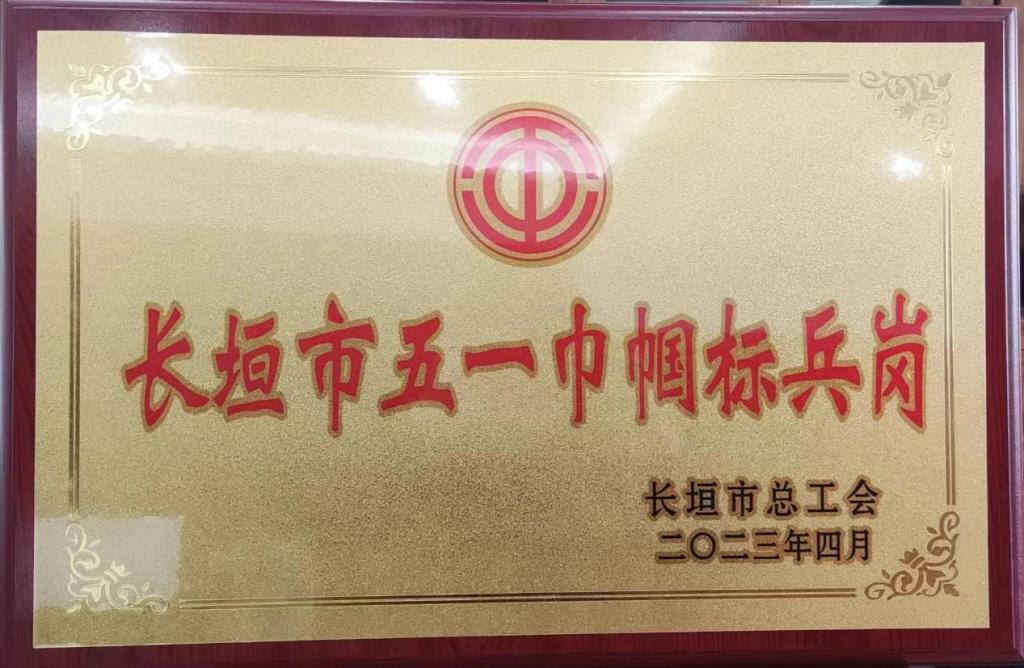 长垣市五一巾帼标兵岗
长垣市总工会
二〇二三年四月